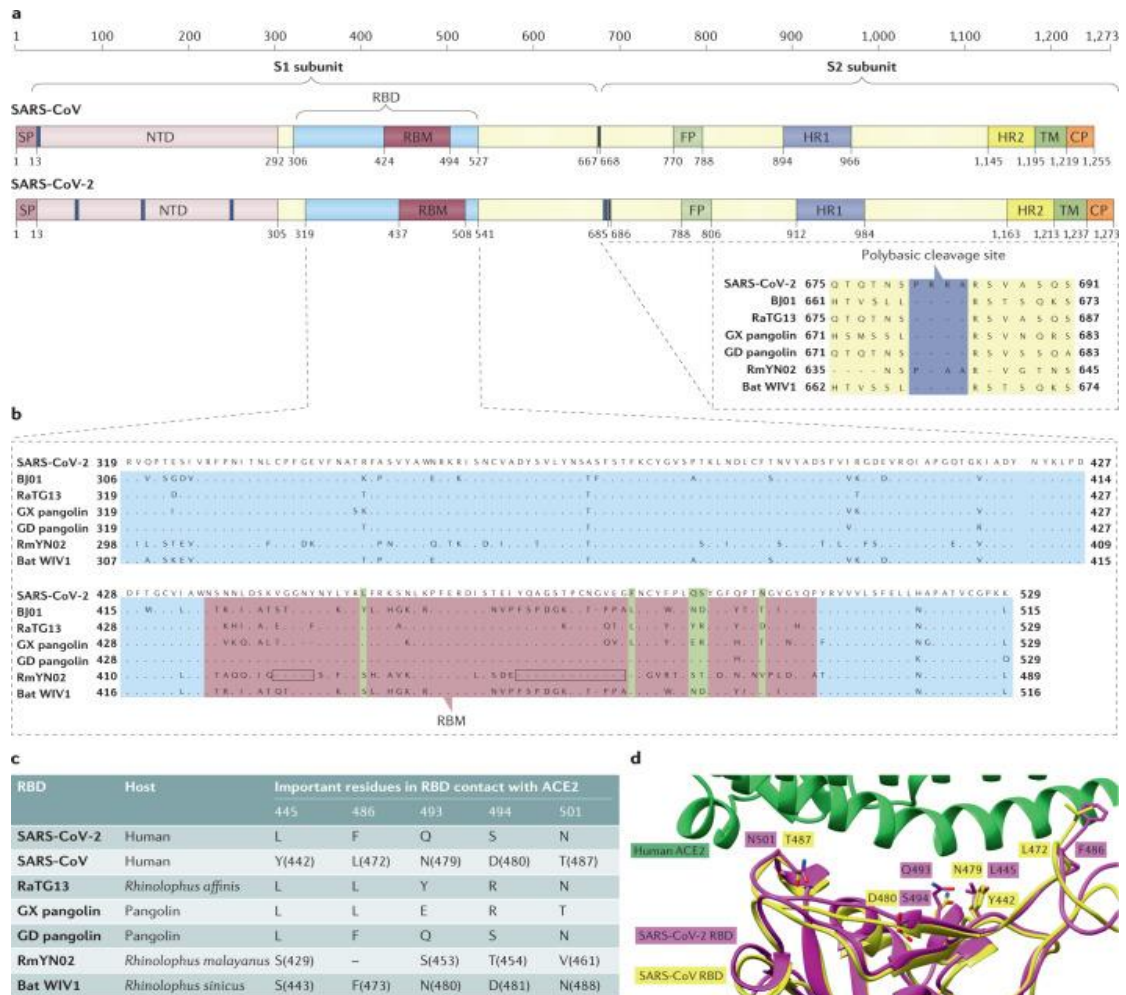 a
1 100 200 300 400 500 600 700 800 900 1,000 1,100 1,200 1,273
S1 subunit S2 subunit
RBD
SARS-CoV
SP NTD RBM FP HR1 HR2 TM CP
1 13 292 306 424 494 527 667 668 770 788 894 966 1,145 1,195 1,219 1,255
SARS-CoV-2
SP NTD RBM FP HR1 HR2 TM CP
1 13 305 319 437 508 541 685 686 788 806 912 984 1,163 1,213 1,237 1,273
Polybasic cleavage site
SARS-CoV-2 675 Q T Q T N S P R R A R S V A S Q S 691
BJ01 661 H T V S L L - - - - R S T S Q K S 673
RaTG13 675 Q T Q T N S - - - - R S V A S Q S 687
GX pangolin 671 H S M S S L - - - - R S V N Q R S 683
GD pangolin 671 Q T Q T N S - - - - R S V S S Q A 683
RmYN02 635 - - - - N S P - A A R - V G T N S 645
Bat WIV1 662 H T V S S L - - - - R S T S Q K S 674
b
SARS-CoV-2 319 RVQPTESIVRFPNITNLCPFGEVFNATRFASVYAWNRKRISNCVADYSVLYNSASFSTFKCYGVSPTKLNDLCFTNVYADSFVIRGDEVRQIAPGQTGKIADY NYKLPD 427
BJ01 306 414
RaTG13 319 427
GX pangolin 319 427
GD pangolin 319 427
RmYN02 298 409
Bat WIV1 307 415
SARS-CoV-2 428 DFTGCVIAWNSNNLDSKVGGNYNYLYRLFRKSNLKPFERDISTEIYQAGSTPCNGVEGFNCYFPLQSYGFQPTNGVGYQPYRVVVLSFELLHAPATVCGPKK 529
BJ01 415 515
RaTG13 428 529
GX pangolin 428 529
GD pangolin 428 529
RmYN02 410 489
Bat WIV1 416 516
RBM
c
RBD Host Important residues in RBD contact with ACE2
445 486 493 494 501
SARS-CoV-2 Human L F Q S N
SARS-CoV Human Y(442) L(472) N(479) D(480) T(487)
RaTG13 Rhinolophus affinis L L Y R N
GX pangolin Pangolin L L E R T
GD pangolin Pangolin L F Q S N
RmYN02 Rhinolophus malayanus S(429) – S(453) T(454) V(461)
Bat WIV1 Rhinolophus sinicus S(443) F(473) N(480) D(481) N(488)
d
Human ACE2
N501 T487
L472 F486
Q493 N479 L445
D480 S494 Y442
SARS-CoV-2 RBD
SARS-CoV RBD